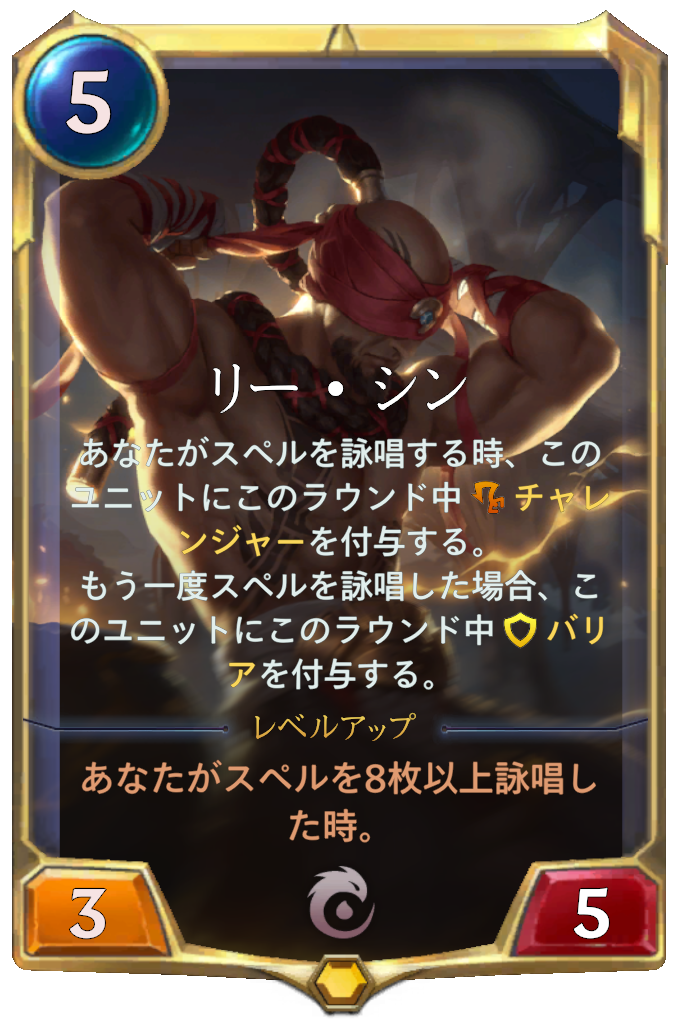 5
リー・シン
あなたがスペルを詠唱する時、この
ユニットにこのラウンド中 チャレ
ンジャーを付与する。
もう一度スペルを詠唱した場合、こ
のユニットにこのラウンド中 バリ
アを付与する。
レベルアップ
あなたがスペルを8枚以上詠唱し
た時。
3
5